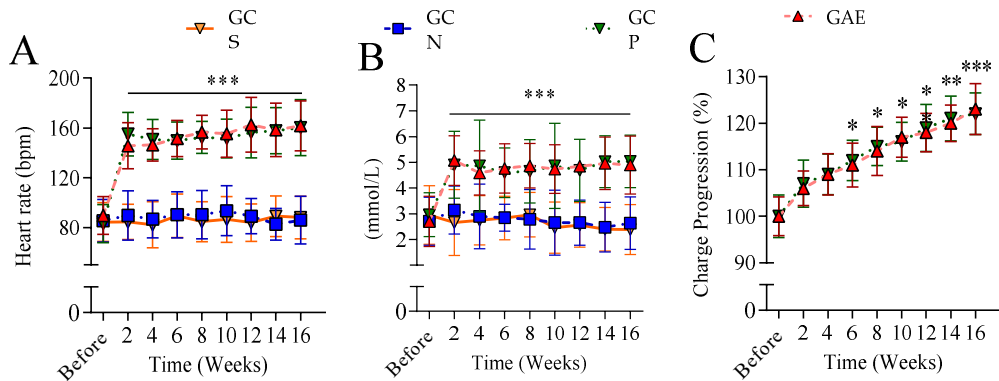 GC S
GC N
GC P
GAE
A
Heart rate (bpm)
200
160
120
80
0
Before 2 4 6 8 10 12 14 16
Time (Weeks)
***
B
(mmol/L)
8
7
6
5
4
3
2
0
Before 2 4 6 8 10 12 14 16
Time (Weeks)
***
C
Charge Progression (%)
130
120
110
100
90
0
Before 2 4 6 8 10 12 14 16
Time (Weeks)
* * * * * ** ***